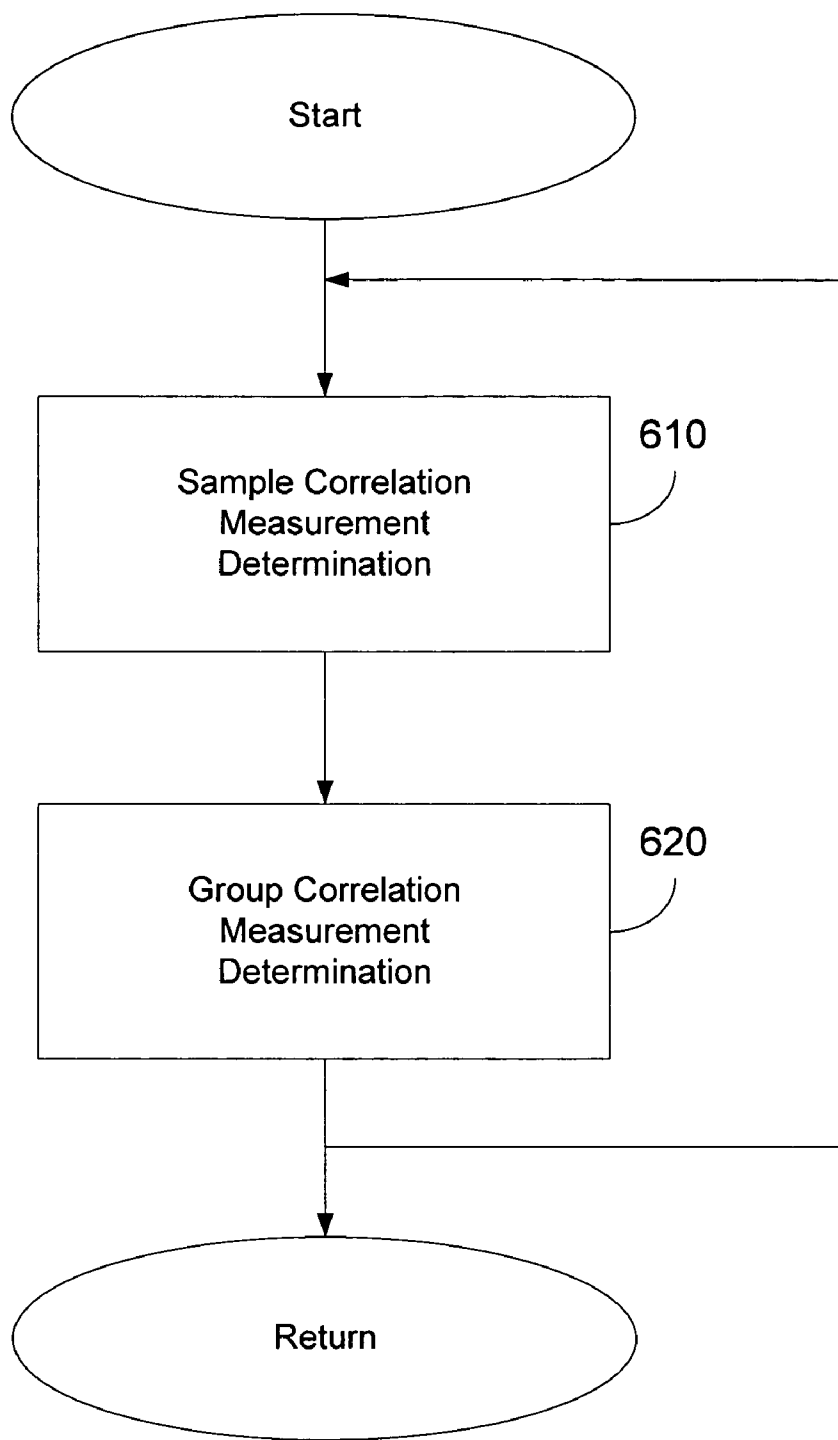 Start
610
Sample Correlation
Measurement
Determination
620
Group Correlation
Measurement
Determination
Return